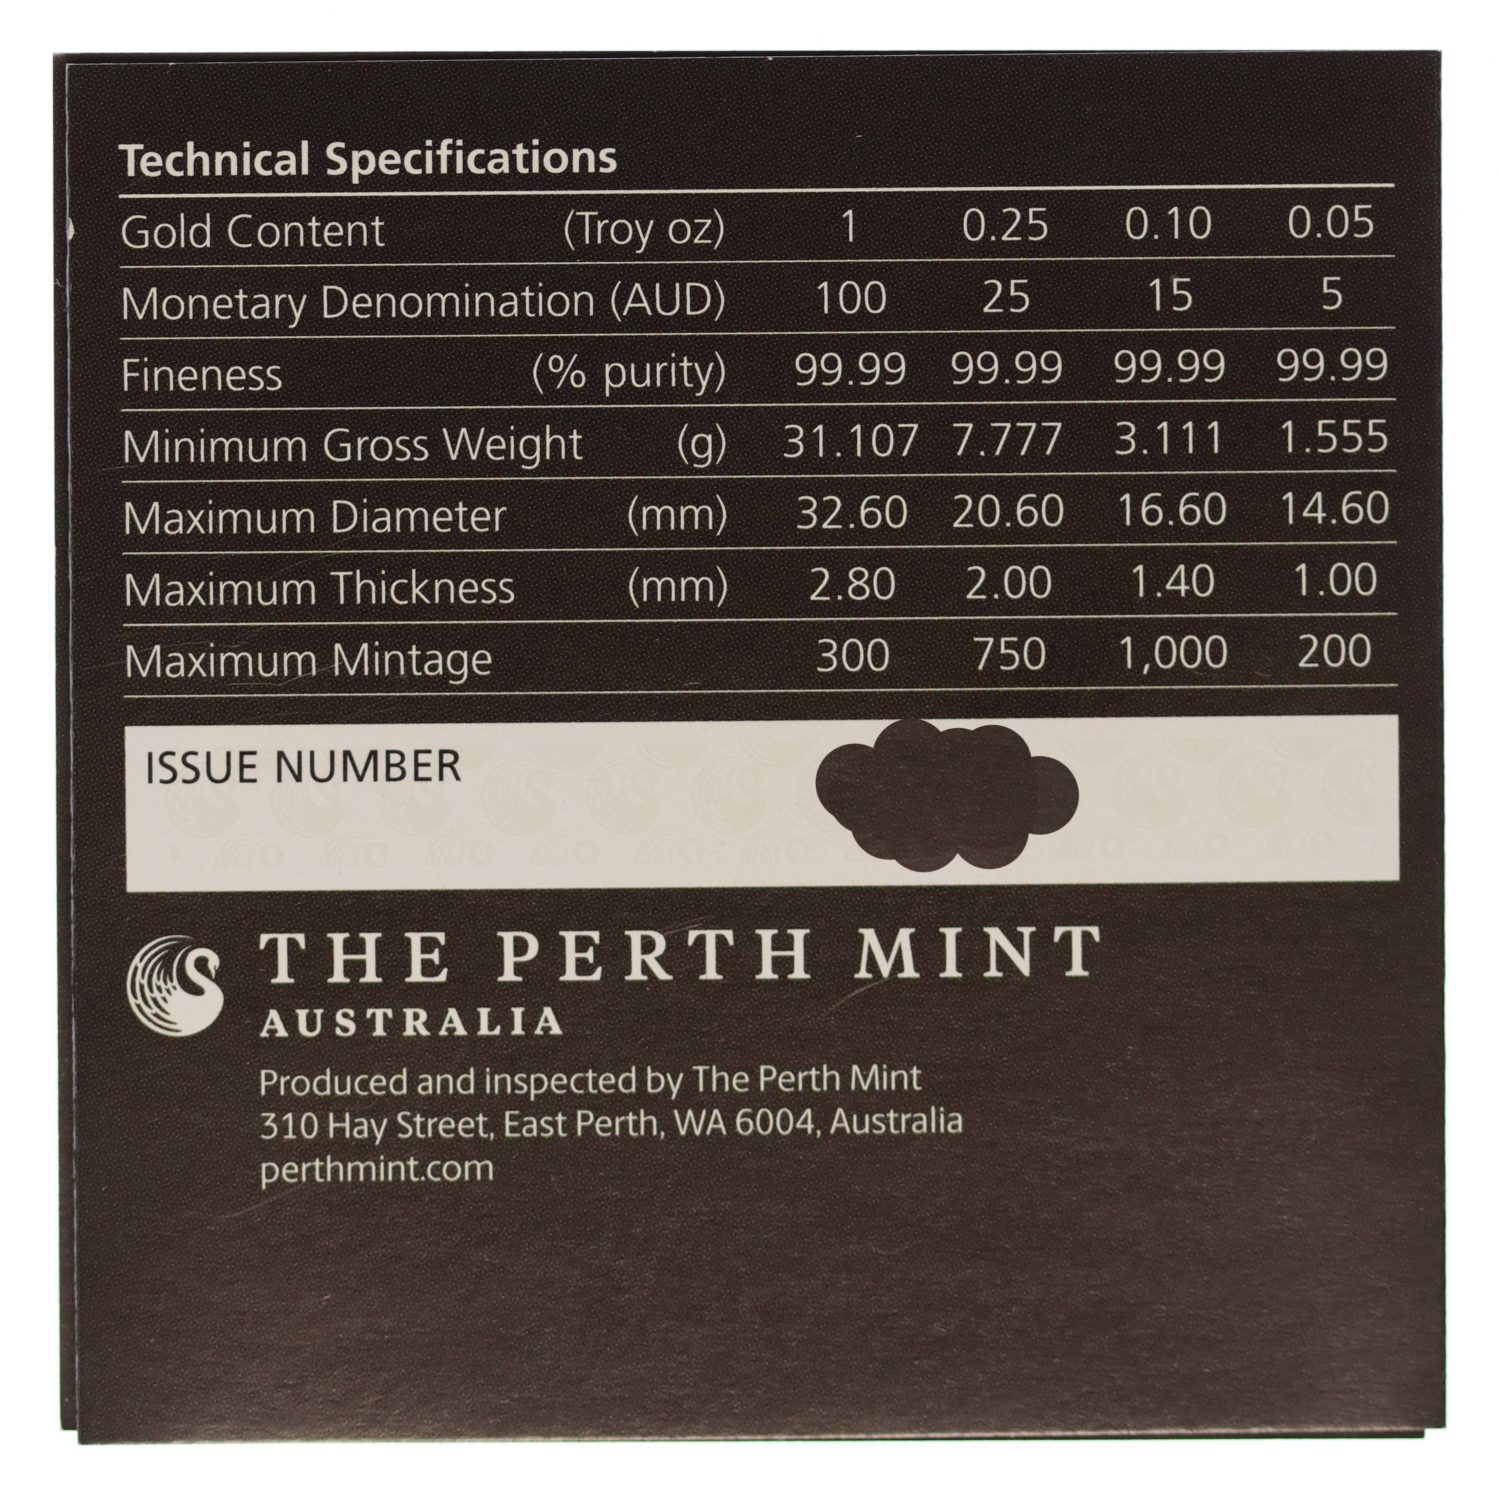 Technical Specifications
Gold Content (Troy oz) 1 0.25 0.10 0.05
Monetary Denomination (AUD) 100 25 15 5
Fineness (% purity) 99.99 99.99 99.99 99.99
Minimum Gross Weight (g) 31.107 7.777 3.111 1.555
Maximum Diameter (mm) 32.60 20.60 16.60 14.60
Maximum Thickness (mm) 2.80 2.00 1.40 1.00
Maximum Mintage 300 750 1,000 200
ISSUE NUMBER
THE PERTH MINT
AUSTRALIA
Produced and inspected by The Perth Mint
310 Hay Street, East Perth, WA 6004, Australia
perthmint.com